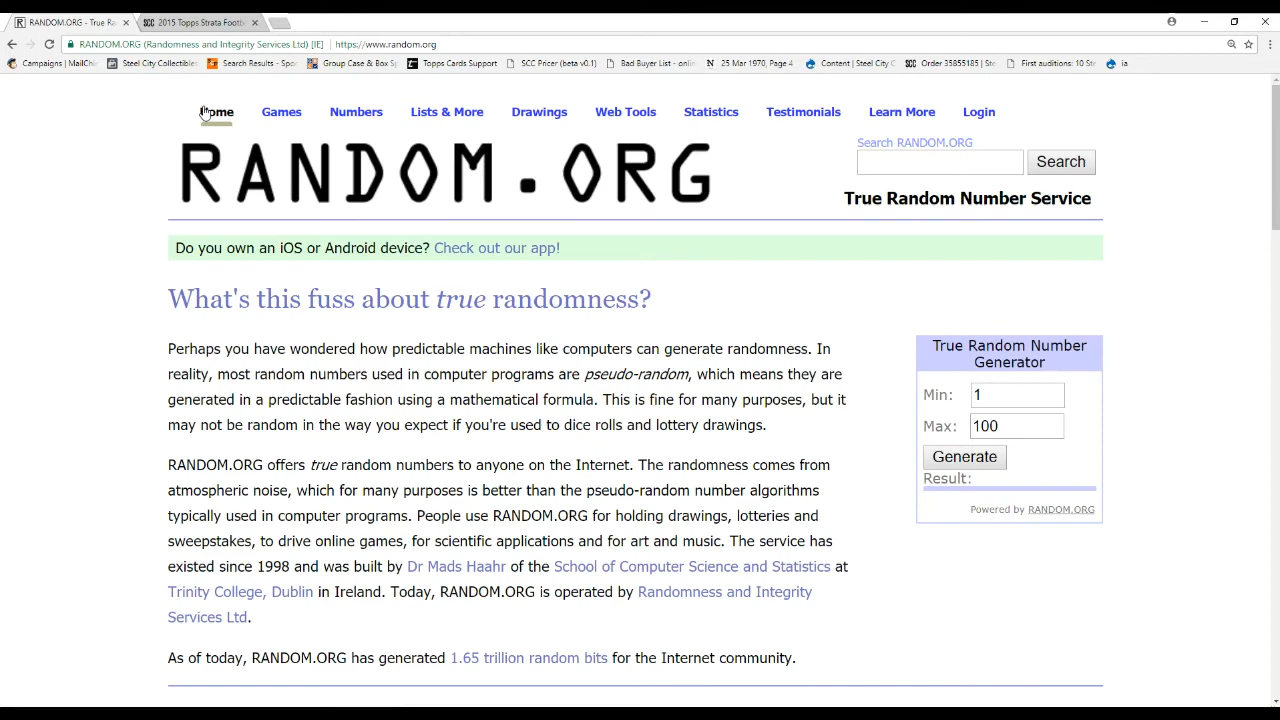 RANDOM.ORG - True Ra
SCC 2015 Topps Strata Footb
RANDOM.ORG (Randomness and Integrity Services Ltd) [IE] https://www.random.org
Campaigns | MailChi Steel City Collectibles Search Results - Spo Group Case & Box S Topps Cards Support SCC Pricer (beta v0.1) Bad Buyer List - onlin 25 Mar 1970, Page 4 Content | Steel City C Order 35855185 | Ste First auditions: 10 Ste ia
Home Games Numbers Lists & More Drawings Web Tools Statistics Testimonials Learn More Login
RANDOM.ORG
Search RANDOM.ORG
Search
True Random Number Service
Do you own an iOS or Android device? Check out our app!
What's this fuss about true randomness?
Perhaps you have wondered how predictable machines like computers can generate randomness. In
reality, most random numbers used in computer programs are pseudo-random, which means they are
generated in a predictable fashion using a mathematical formula. This is fine for many purposes, but it
may not be random in the way you expect if you're used to dice rolls and lottery drawings.
RANDOM.ORG offers true random numbers to anyone on the Internet. The randomness comes from
atmospheric noise, which for many purposes is better than the pseudo-random number algorithms
typically used in computer programs. People use RANDOM.ORG for holding drawings, lotteries and
sweepstakes, to drive online games, for scientific applications and for art and music. The service has
existed since 1998 and was built by Dr Mads Haahr of the School of Computer Science and Statistics at
Trinity College, Dublin in Ireland. Today, RANDOM.ORG is operated by Randomness and Integrity
Services Ltd.
As of today, RANDOM.ORG has generated 1.65 trillion random bits for the Internet community.
True Random Number
Generator
Min: 1
Max: 100
Generate
Result:
Powered by RANDOM.ORG